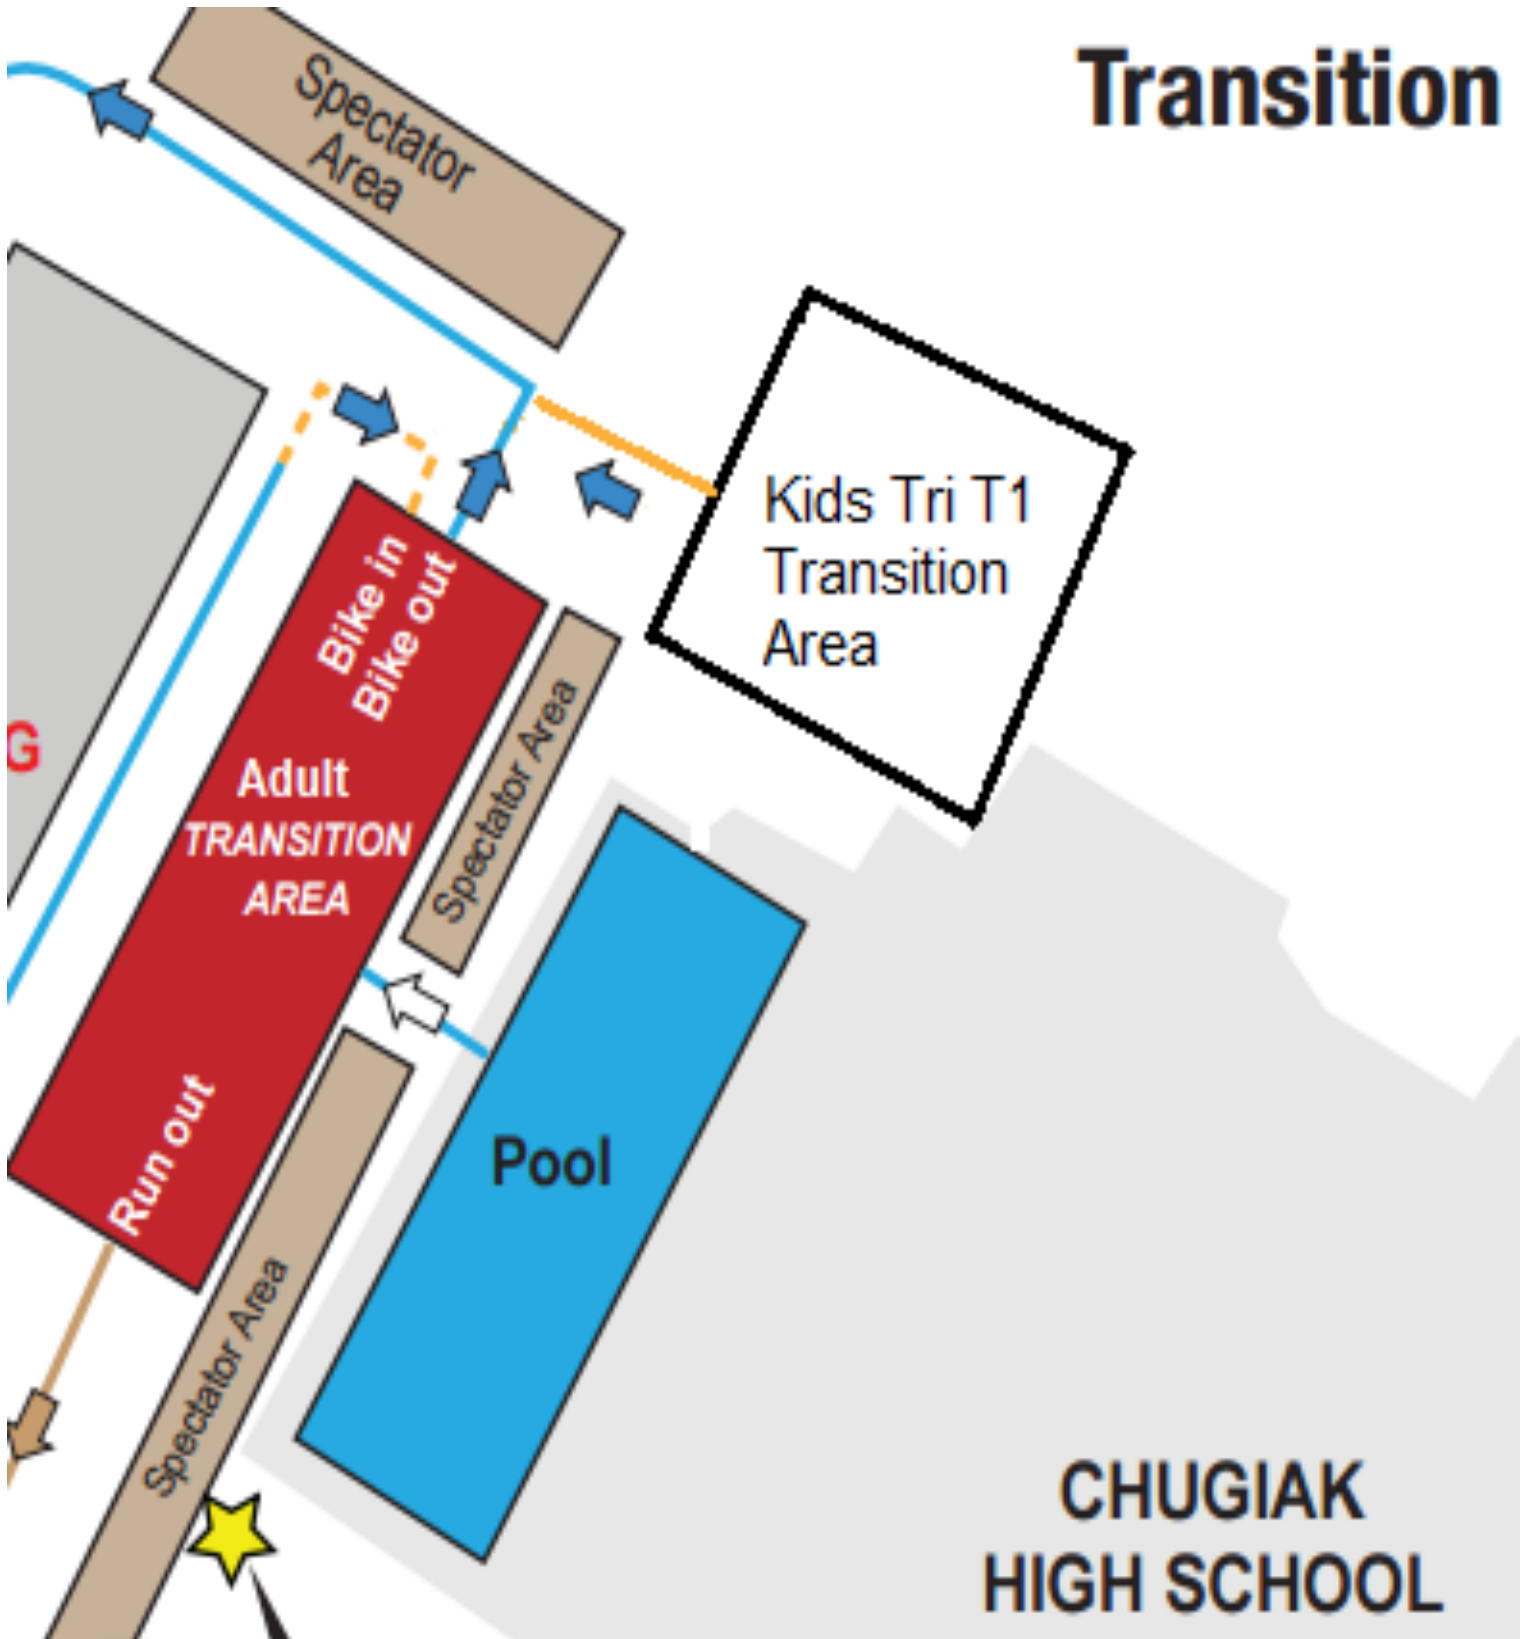 Transition
Spectator
Area
Kids Tri T1
Transition
Area
Bike in
Bike out
Spectator Area
G
Adult
TRANSITION
AREA
Run out
Pool
Spectator Area
CHUGIAK
HIGH SCHOOL